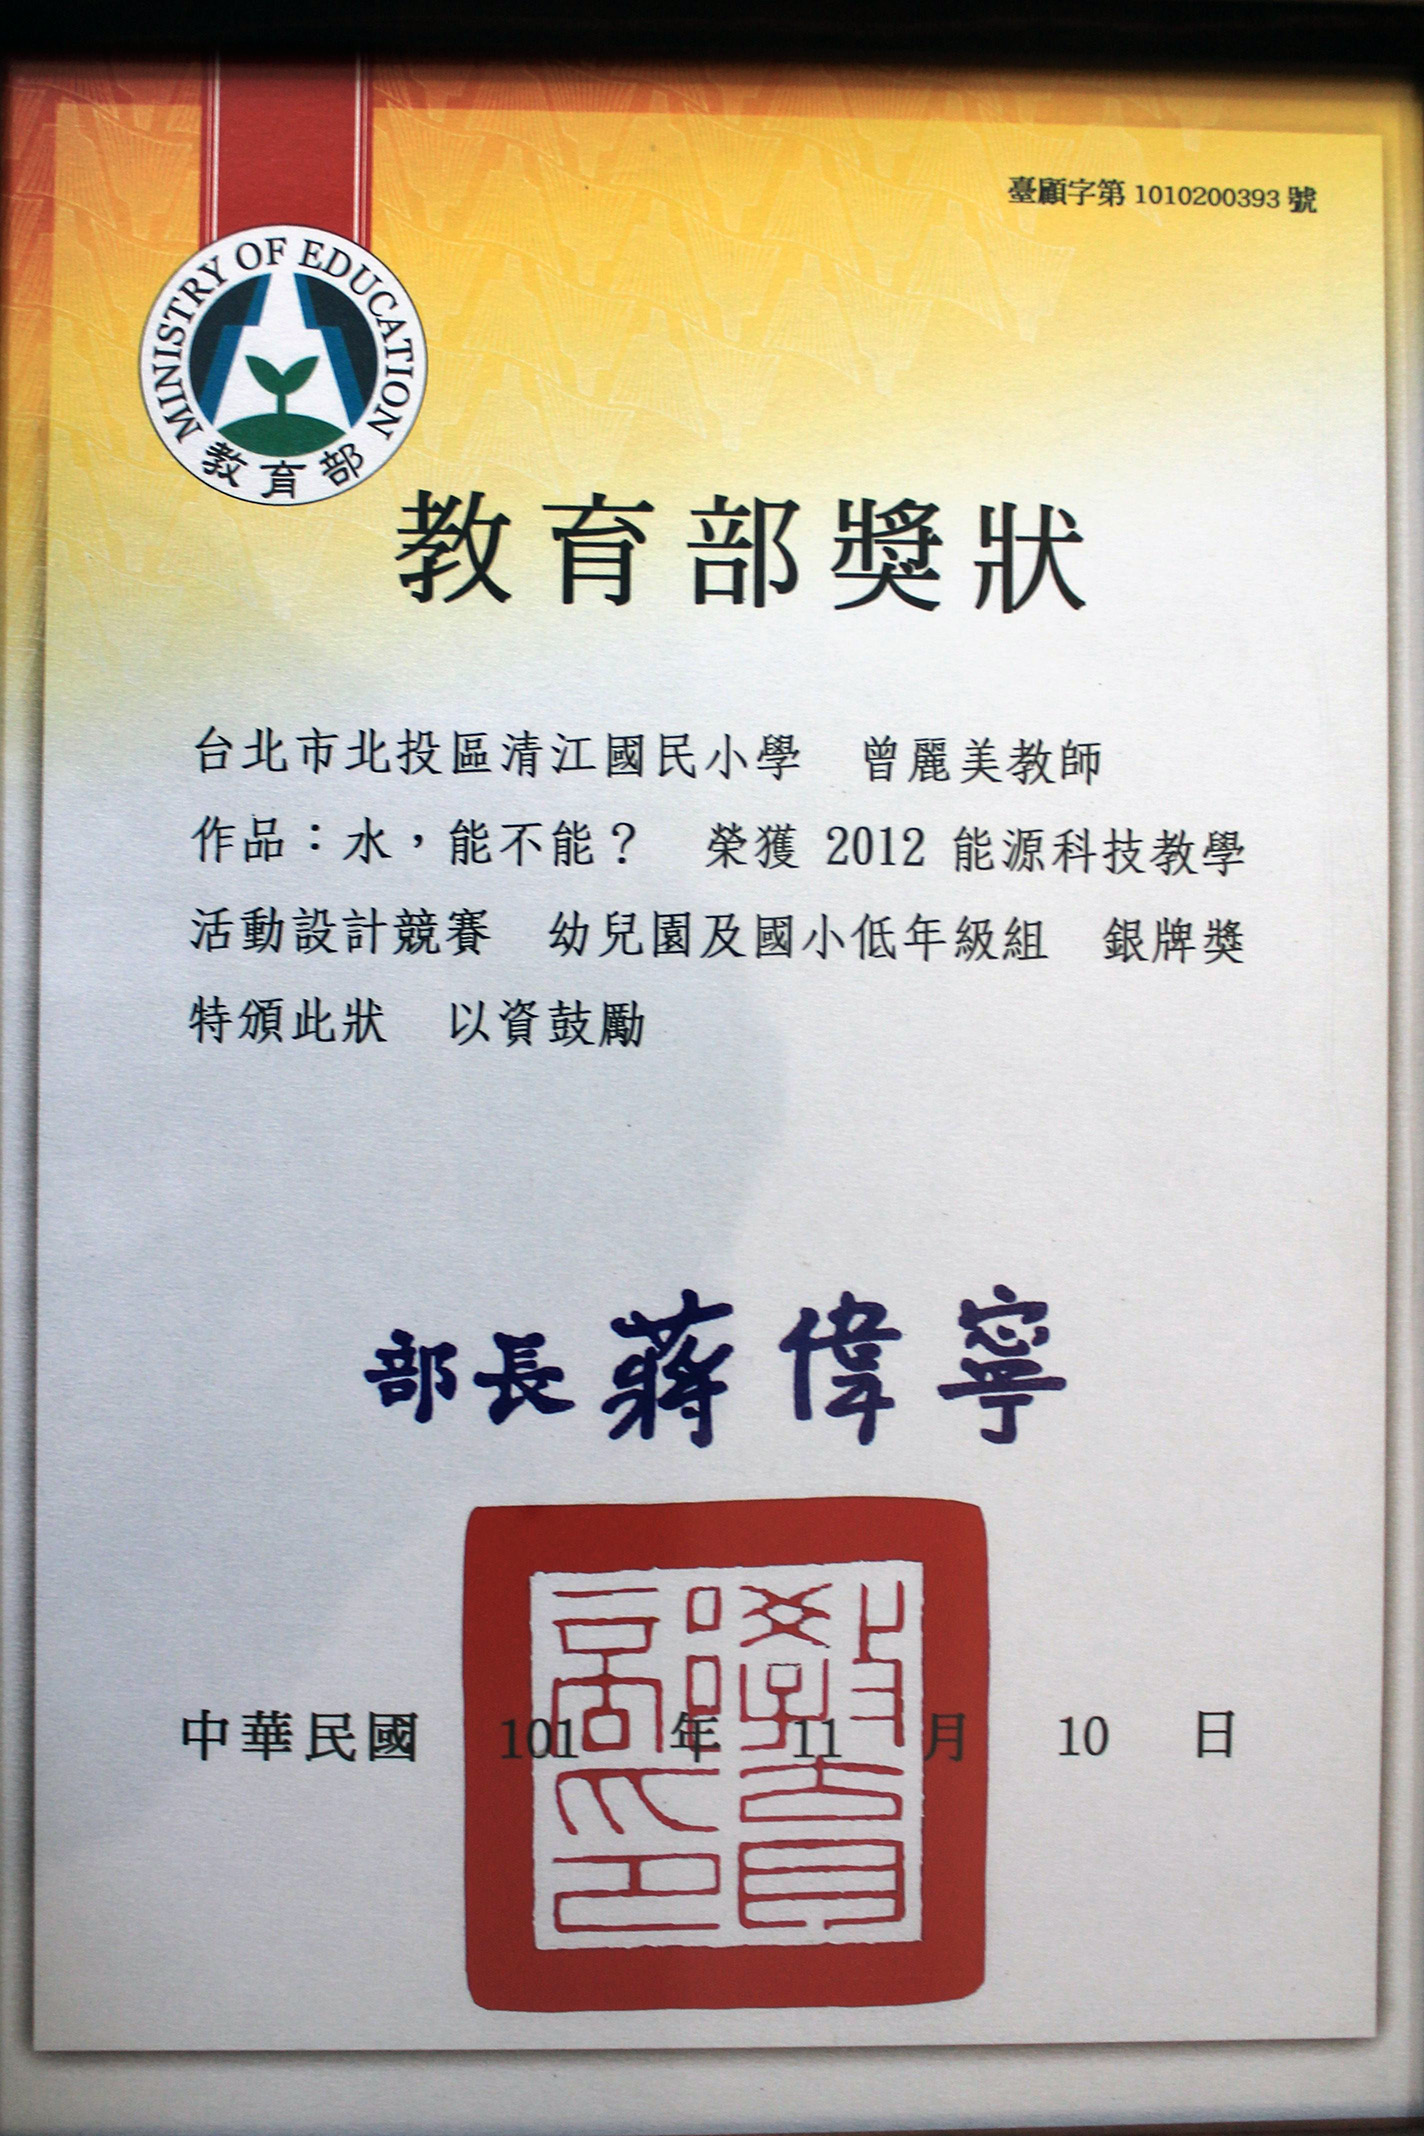 臺顧字第 1010200393 號
MINISTRY OF EDUCATION
教育部
教育部獎狀
台北市北投區清江國民小學　曾麗美教師
作品：水，能不能？　榮獲 2012 能源科技教學
活動設計競賽　幼兒園及國小低年級組　銀牌獎
特頒此狀　以資鼓勵
部長蔣偉寧
中華民國 101 年 11 月 10 日